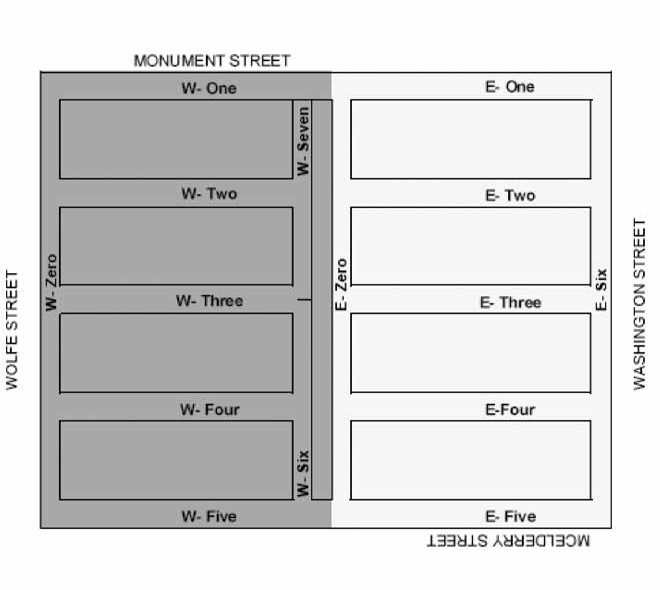 MONUMENT STREET
W- One
E- One
W- Seven
W- Two
E- Two
WOLFE STREET
W- Zero
E- Zero
E- Six
WASHINGTON STREET
W- Three
E- Three
W- Four
E-Four
W- Six
W- Five
E- Five
MCELDERRY STREET